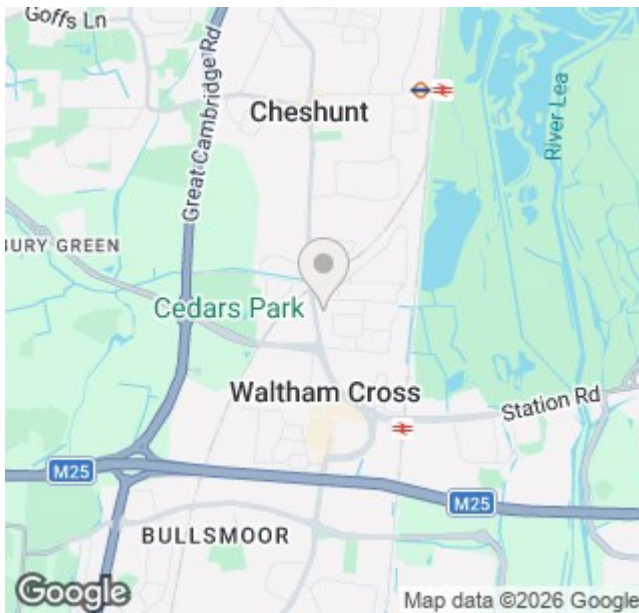 Goffs Ln
Great Cambridge Rd
Cheshunt
River Lea
BURY GREEN
Cedars Park
Waltham Cross
Station Rd
M25
M25
BULLSMOOR
Google
Map data ©2026 Google